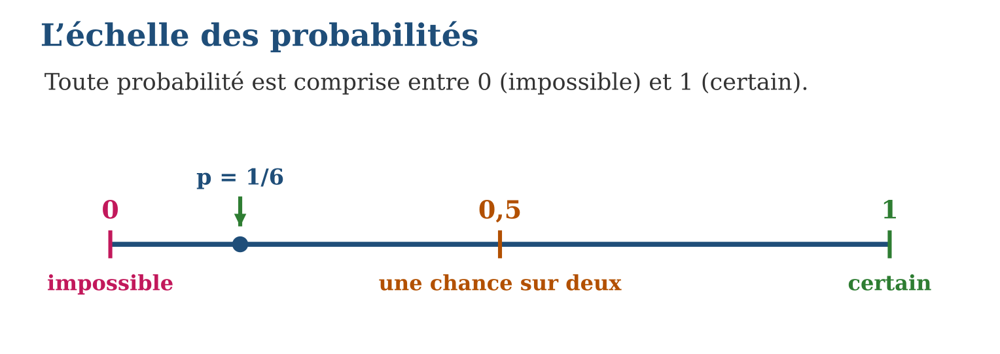 L’échelle des probabilités
Toute probabilité est comprise entre 0 (impossible) et 1 (certain).
p = 1/6
0
0,5
1
impossible
une chance sur deux
certain